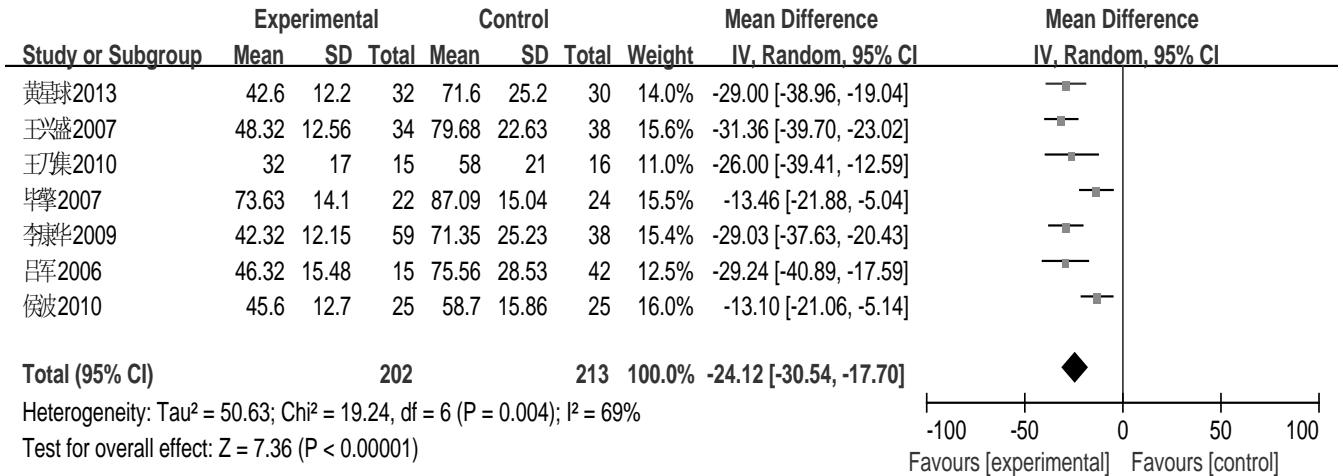 Experimental Control Mean Difference Mean Difference
Study or Subgroup Mean SD Total Mean SD Total Weight IV, Random, 95% CI IV, Random, 95% CI
黄星球2013 42.6 12.2 32 71.6 25.2 30 14.0% -29.00 [-38.96, -19.04]
王兴盛2007 48.32 12.56 34 79.68 22.63 38 15.6% -31.36 [-39.70, -23.02]
王乃集2010 32 17 15 58 21 16 11.0% -26.00 [-39.41, -12.59]
毕擎2007 73.63 14.1 22 87.09 15.04 24 15.5% -13.46 [-21.88, -5.04]
李康华2009 42.32 12.15 59 71.35 25.23 38 15.4% -29.03 [-37.63, -20.43]
吕军2006 46.32 15.48 15 75.56 28.53 42 12.5% -29.24 [-40.89, -17.59]
侯波2010 45.6 12.7 25 58.7 15.86 25 16.0% -13.10 [-21.06, -5.14]
Total (95% CI) 202 213 100.0% -24.12 [-30.54, -17.70]
Heterogeneity: Tau² = 50.63; Chi² = 19.24, df = 6 (P = 0.004); I² = 69%
Test for overall effect: Z = 7.36 (P < 0.00001)
-100 -50 0 50 100
Favours [experimental] Favours [control]